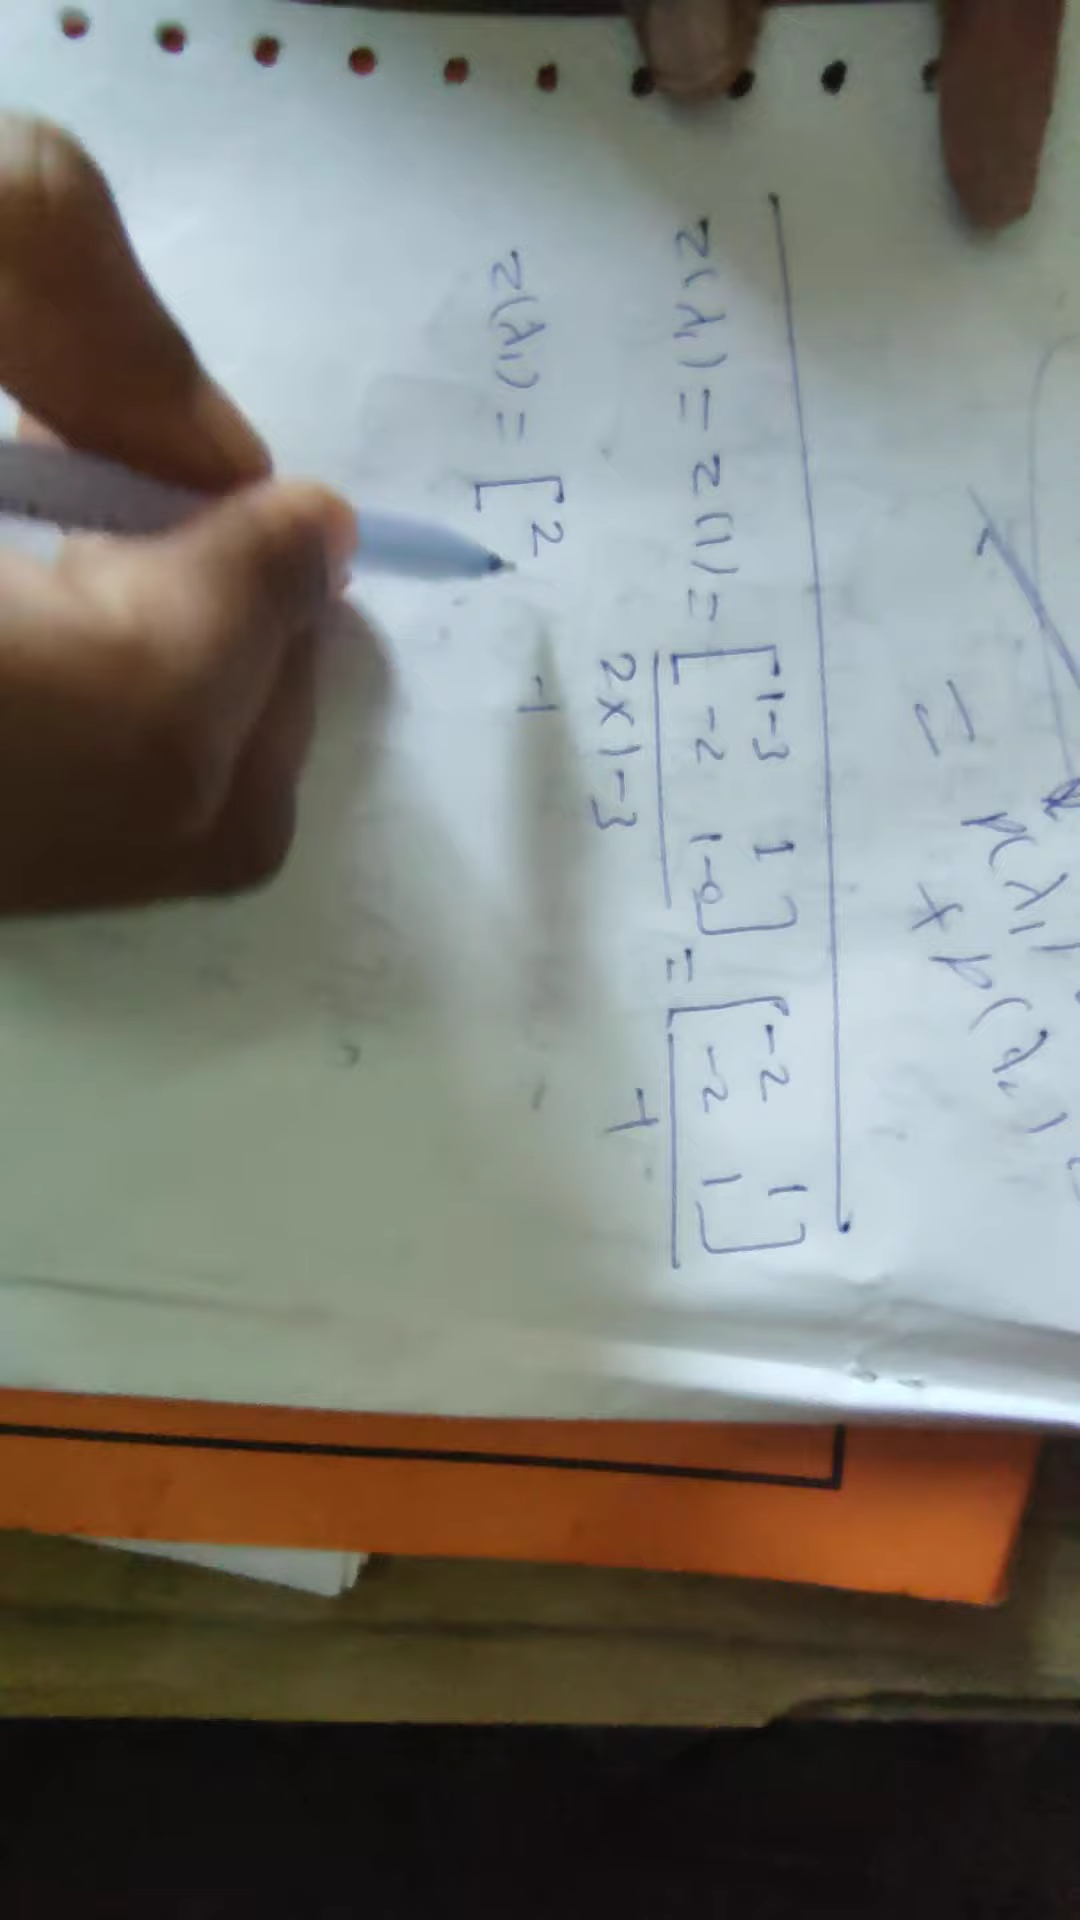 = P(λ₁)
× P(λ₂)
Z(λ₁) = Z(1) = [1-3 1
-2 1-0] = [-2 1
-2 1]
2×1-3
-1
Z(λ₁) = [2
-1